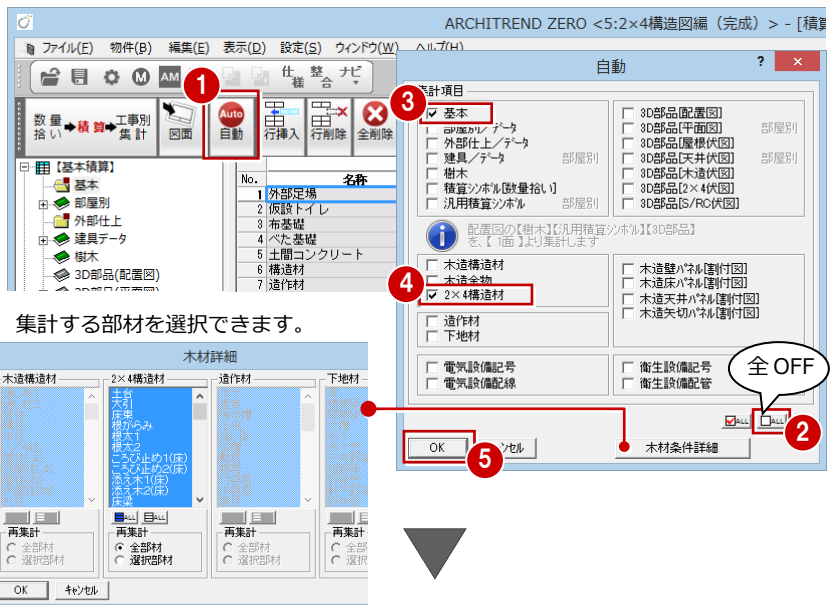 ARCHITREND ZERO <5:2×4構造図編（完成）> - [積算
ファイル(F) 物件(P) 編集(E) 表示(D) 設定(S) ウィンドウ(W) ヘルプ(H)
AM
仕様 整合 ナビ
1
数量拾い 積算 工事別集計 図面 Auto 自動 行挿入 行削除 全削除
【基本積算】
基本
部屋別
外部仕上
建具データ
樹木
3D部品(配置図)
No. 名称
1 外部足場
2 仮設トイレ
3 布基礎
4 べた基礎
5 土間コンクリート
6 構造材
7 造作材
自動 ? ×
集計項目
3
基本
部屋別/データ
外部仕上/データ
建具/データ 部屋別
樹木
積算シンボル[数量拾い]
汎用積算シンボル 部屋別
3D部品[配置図]
3D部品[平面図] 部屋別
3D部品[屋根伏図]
3D部品[天井伏図] 部屋別
3D部品[木造伏図]
3D部品[2×4伏図]
3D部品[S/RC伏図]
配置図の【樹木】【汎用積算シンボル】【3D部品】
を、【 1面 】より集計します
4
木造構造材
木造金物
2×4構造材
木造壁パネル[割付図]
木造床パネル[割付図]
木造天井パネル[割付図]
木造矢切パネル[割付図]
造作材
下地材
電気設備記号
電気設備配線
衛生設備記号
衛生設備配管
全OFF
ALL ALL
2
OK キャンセル 木材条件詳細
5
集計する部材を選択できます。
木材詳細
木造構造材 2×4構造材 造作材 下地材
土台
大引
床束
根がらみ
根太1
根太2
ころび止め1(床)
ころび止め2(床)
添え木1(床)
添え木2(床)
床梁
ALL ALL
再集計 再集計 再集計 再集計
全部材 全部材 全部材
選択部材 選択部材 選択部材
OK キャンセル